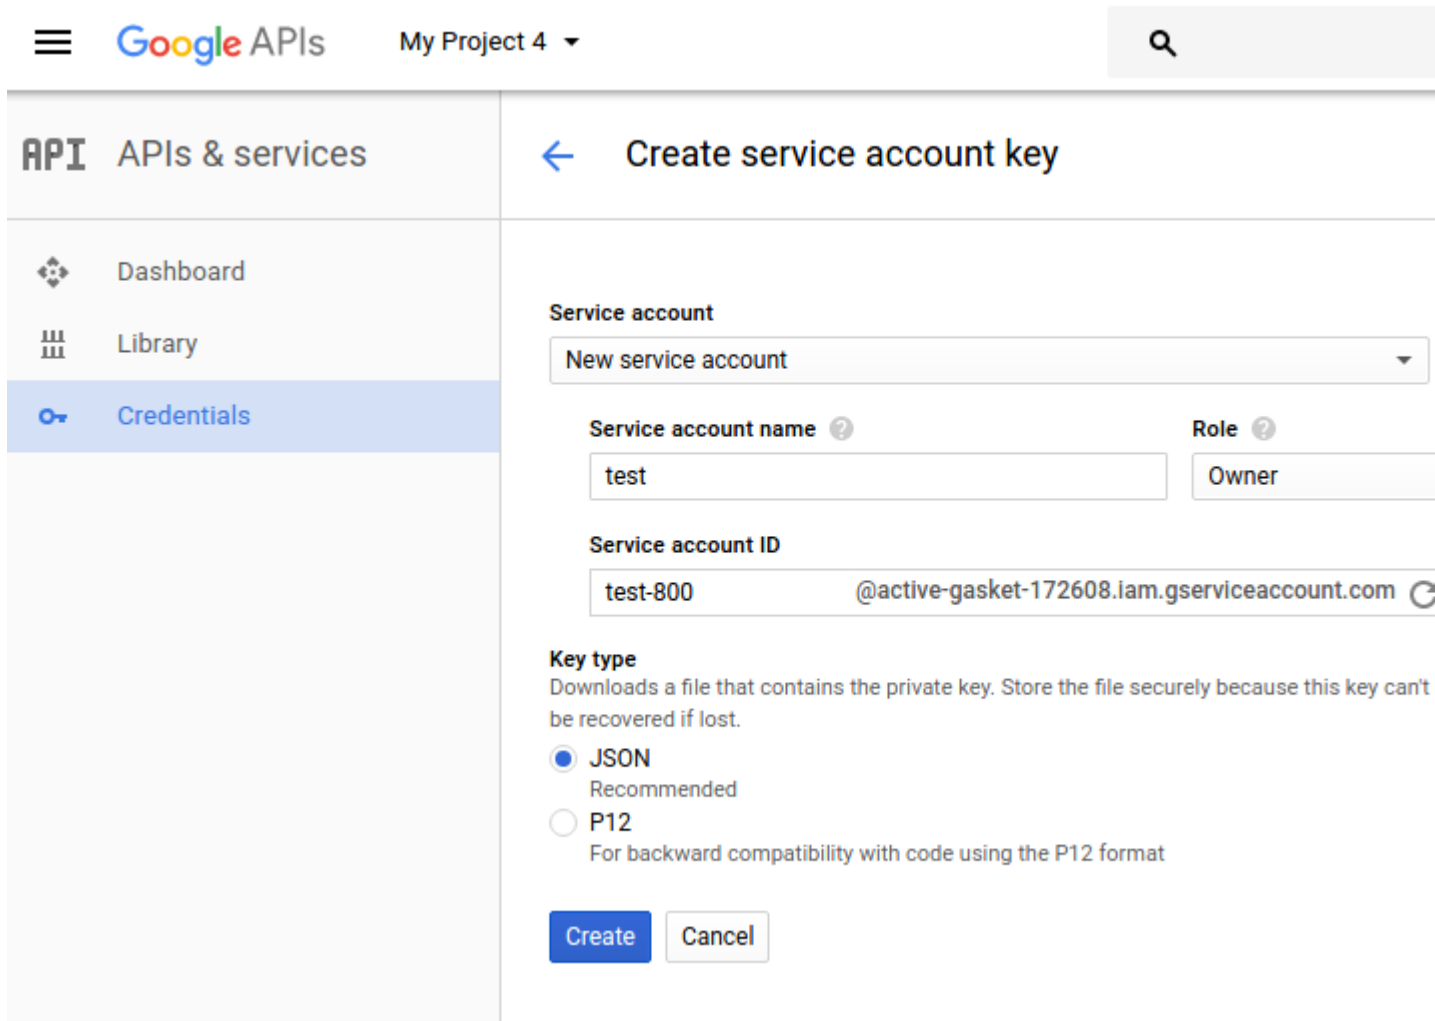 Google APIs My Project 4
API APIs & services
Create service account key
Dashboard
Library
Credentials
Service account
New service account
Service account name Role
test Owner
Service account ID
test-800 @active-gasket-172608.iam.gserviceaccount.com
Key type
Downloads a file that contains the private key. Store the file securely because this key can't
be recovered if lost.
JSON
Recommended
P12
For backward compatibility with code using the P12 format
Create Cancel